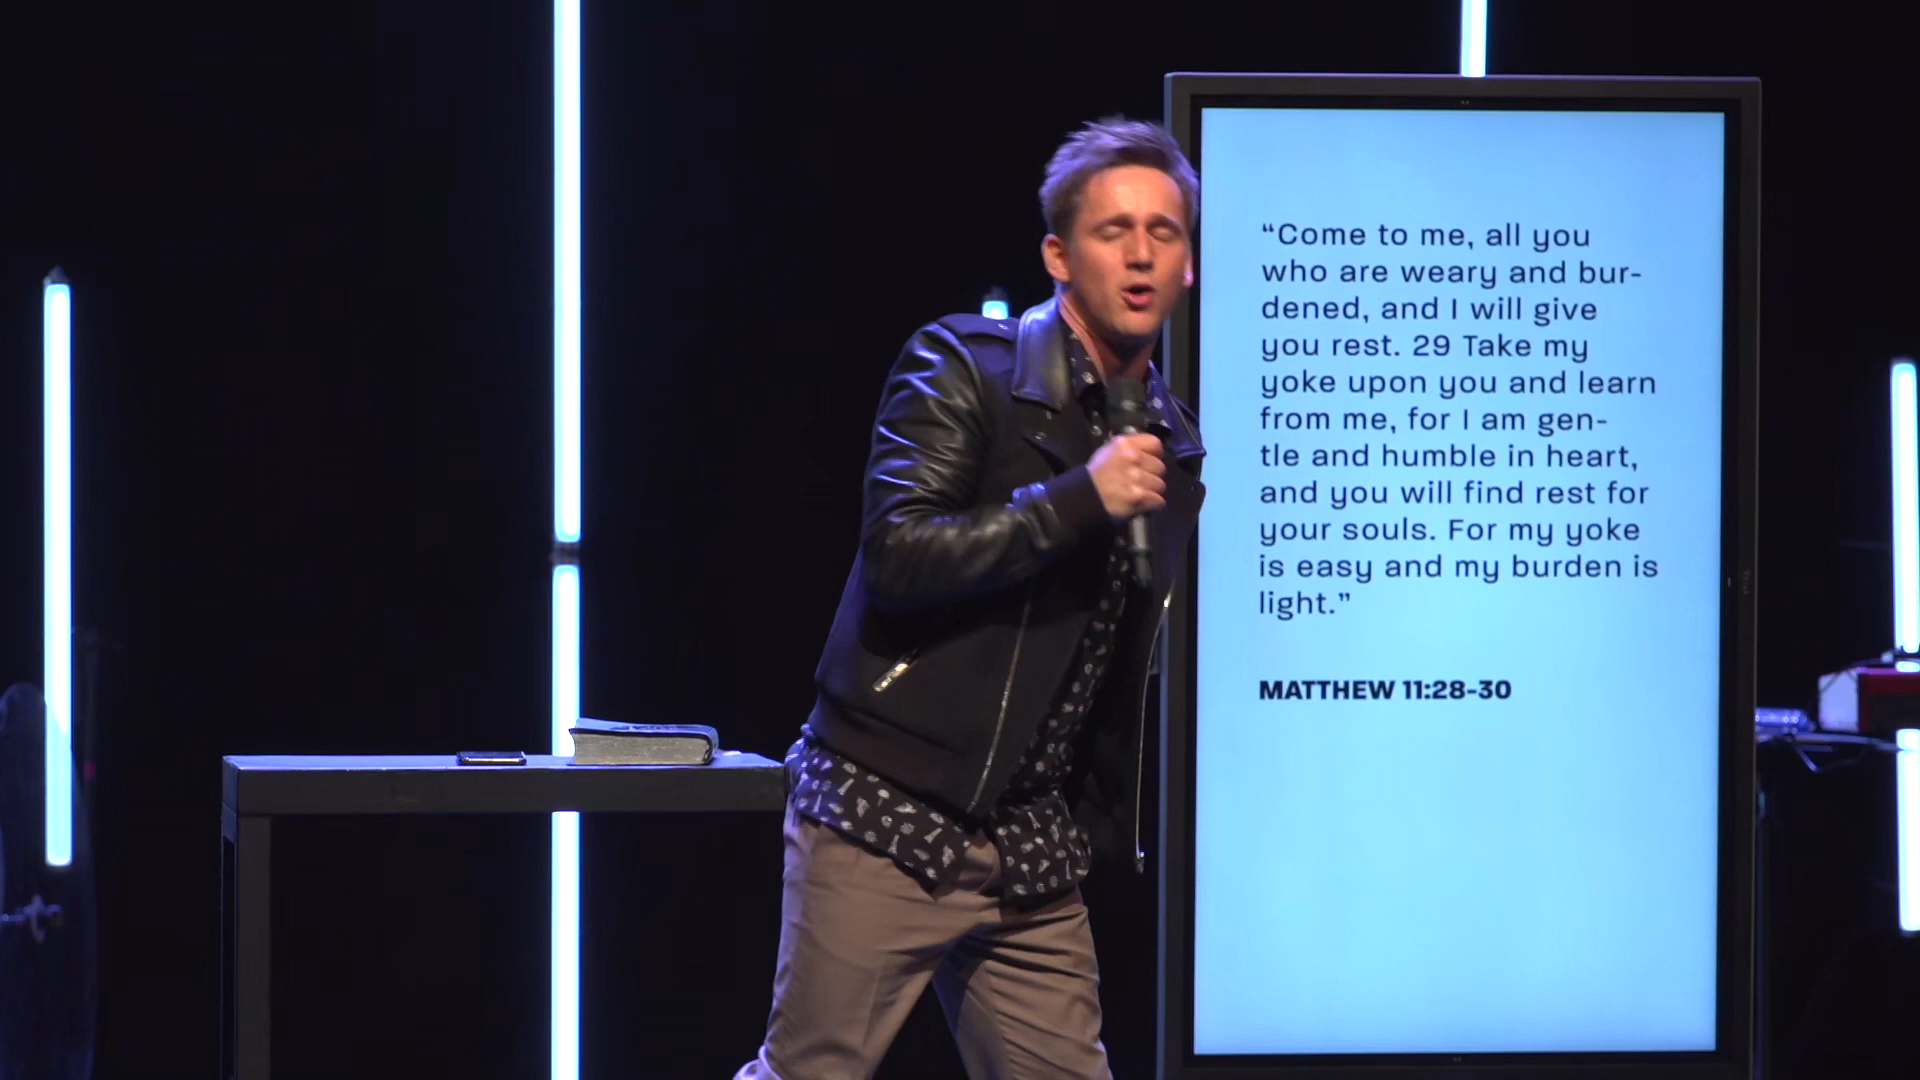 “Come to me, all you
who are weary and bur-
dened, and I will give
you rest. 29 Take my
yoke upon you and learn
from me, for I am gen-
tle and humble in heart,
and you will find rest for
your souls. For my yoke
is easy and my burden is
light.”
MATTHEW 11:28-30